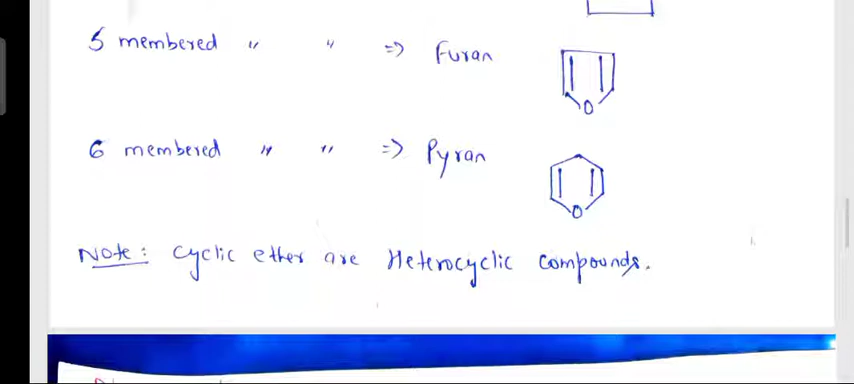 5 membered " " => Furan
O
6 membered " " => Pyran
O
Note: Cyclic ether are Heterocyclic compounds.